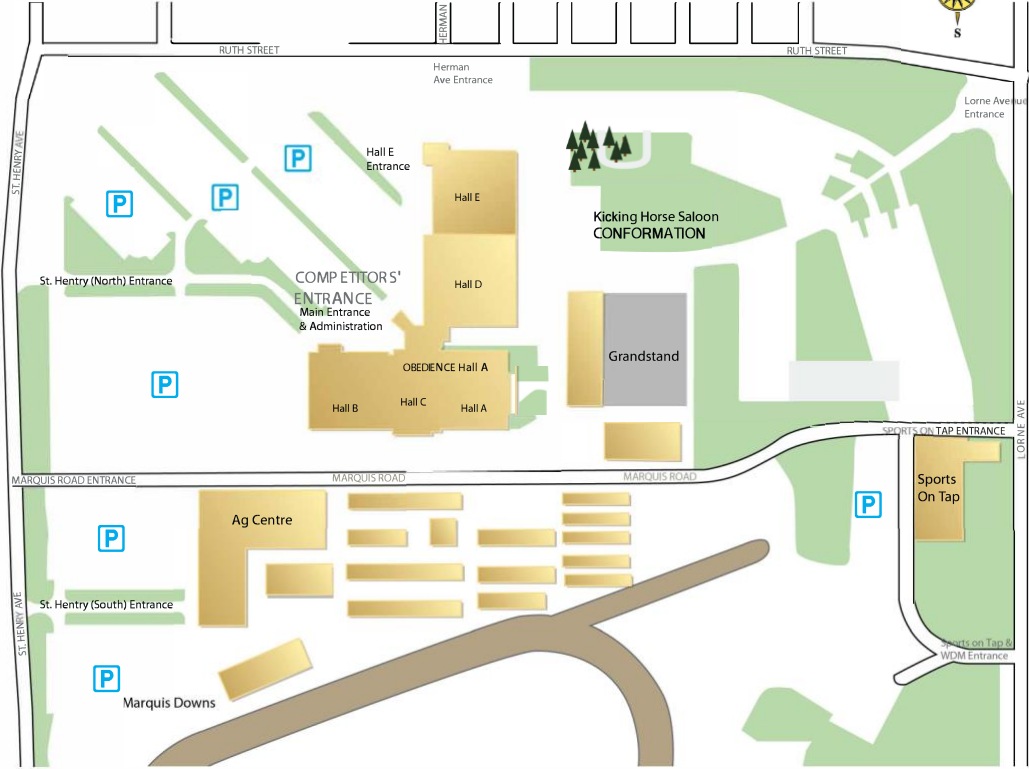 S
HERMAN
RUTH STREET
RUTH STREET
Herman
Ave Entrance
Lorne Avenue
Entrance
ST. HENRY AVE
Hall E
Entrance
P
P
P
Hall E
Kicking Horse Saloon
CONFORMATION
St. Hentry (North) Entrance
COMPETITORS'
ENTRANCE
Main Entrance
& Administration
Hall D
Grandstand
P
OBEDIENCE Hall A
Hall B
Hall C
Hall A
LORNE AVE
SPORTS ON TAP ENTRANCE
MARQUIS ROAD ENTRANCE
MARQUIS ROAD
MARQUIS ROAD
Sports
On Tap
P
Ag Centre
P
St. Hentry (South) Entrance
ST. HENRY AVE
Sports on Tap &
WDM Entrance
P
Marquis Downs